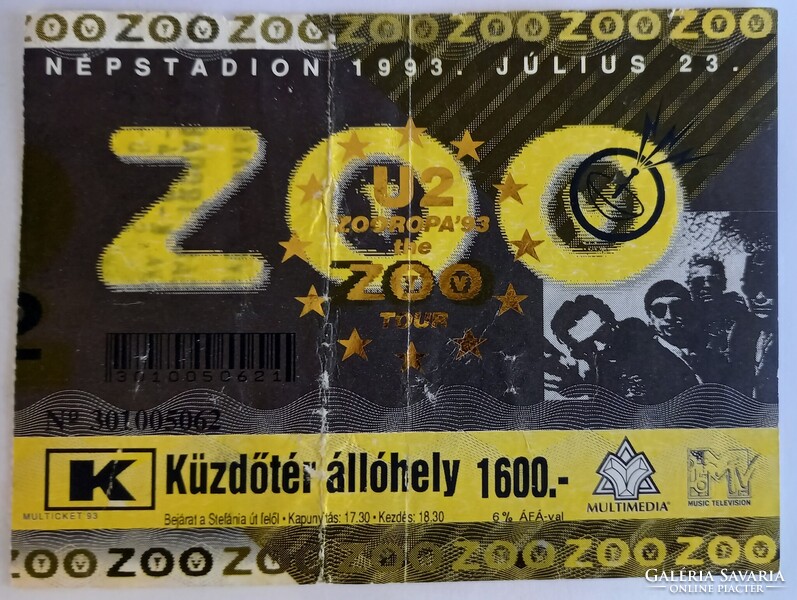 ZOO ZOO ZOO ZOO ZOO ZOO ZOO
NÉPSTADION 1993. JÚLIUS 23.
ZOO
U2
ZOOROPA'93
the
ZOO
TV
TOUR
3010050621
Nº 301005062
K
Küzdőtér állóhely 1600.-
MULTICKET'93
Bejárat a Stefánia út felől • Kapunyitás: 17.30 • Kezdés: 18.30
6% ÁFÁ-val
MULTIMEDIA
MTV
MUSIC TELEVISION
ZOO ZOO ZOO ZOO ZOO ZOO ZOO
GALÉRIA SAVARIA
ONLINE PIACTÉR